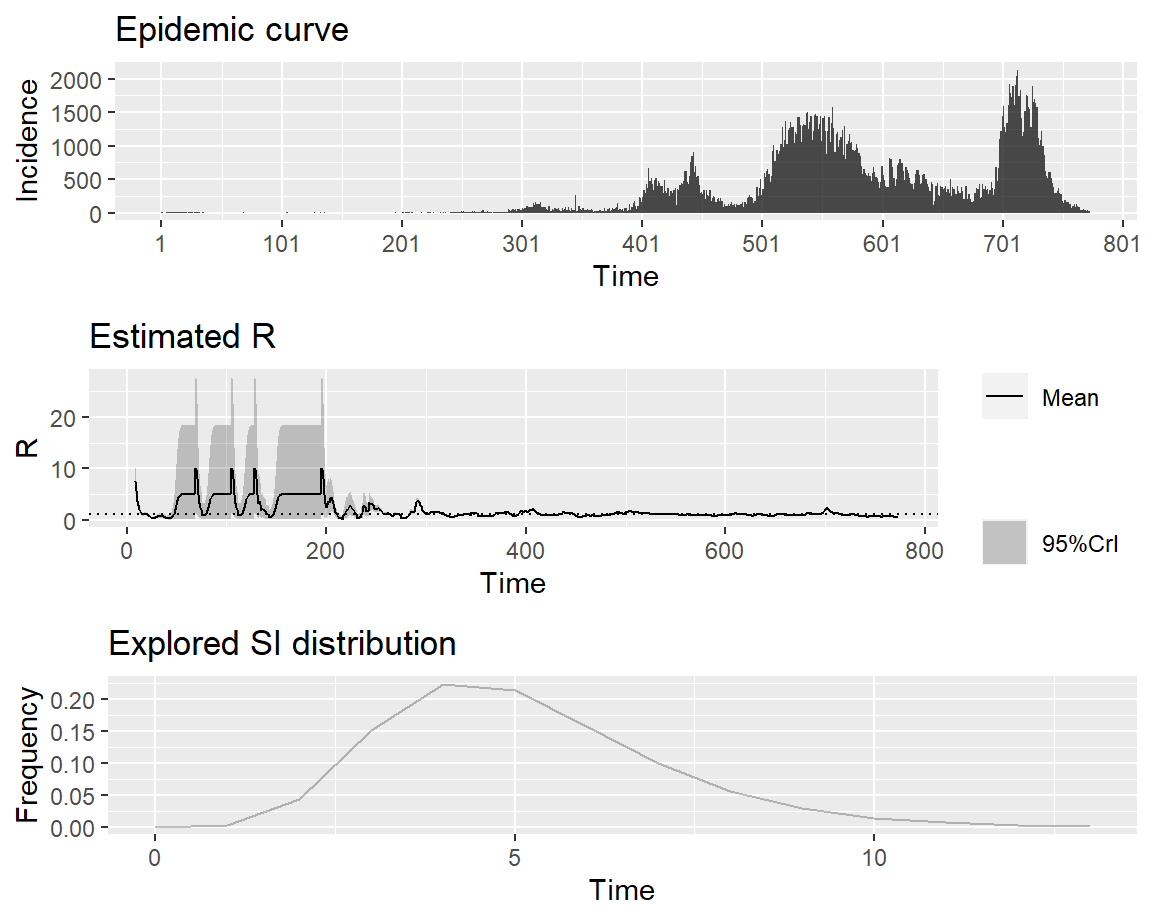 Epidemic curve
Incidence
2000
1500
1000
500
0
1 101 201 301 401 501 601 701 801
Time
Estimated R
R
20
10
0
0 200 400 600 800
Time
Mean
95%CrI
Explored SI distribution
Frequency
0.20
0.15
0.10
0.05
0.00
0 5 10
Time